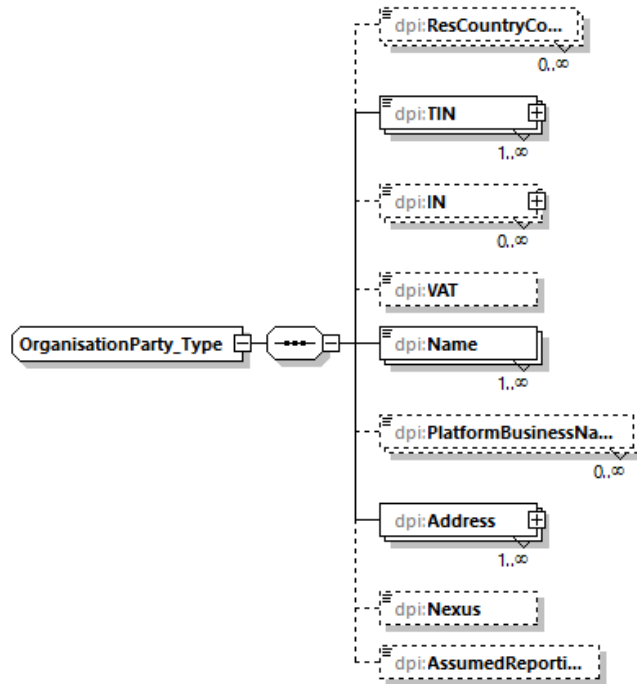 dpi:ResCountryCo...
0..∞
dpi:TIN
1..∞
dpi:IN
0..∞
dpi:VAT
OrganisationParty_Type
dpi:Name
1..∞
dpi:PlatformBusinessNa...
0..∞
dpi:Address
1..∞
dpi:Nexus
dpi:AssumedReporti...